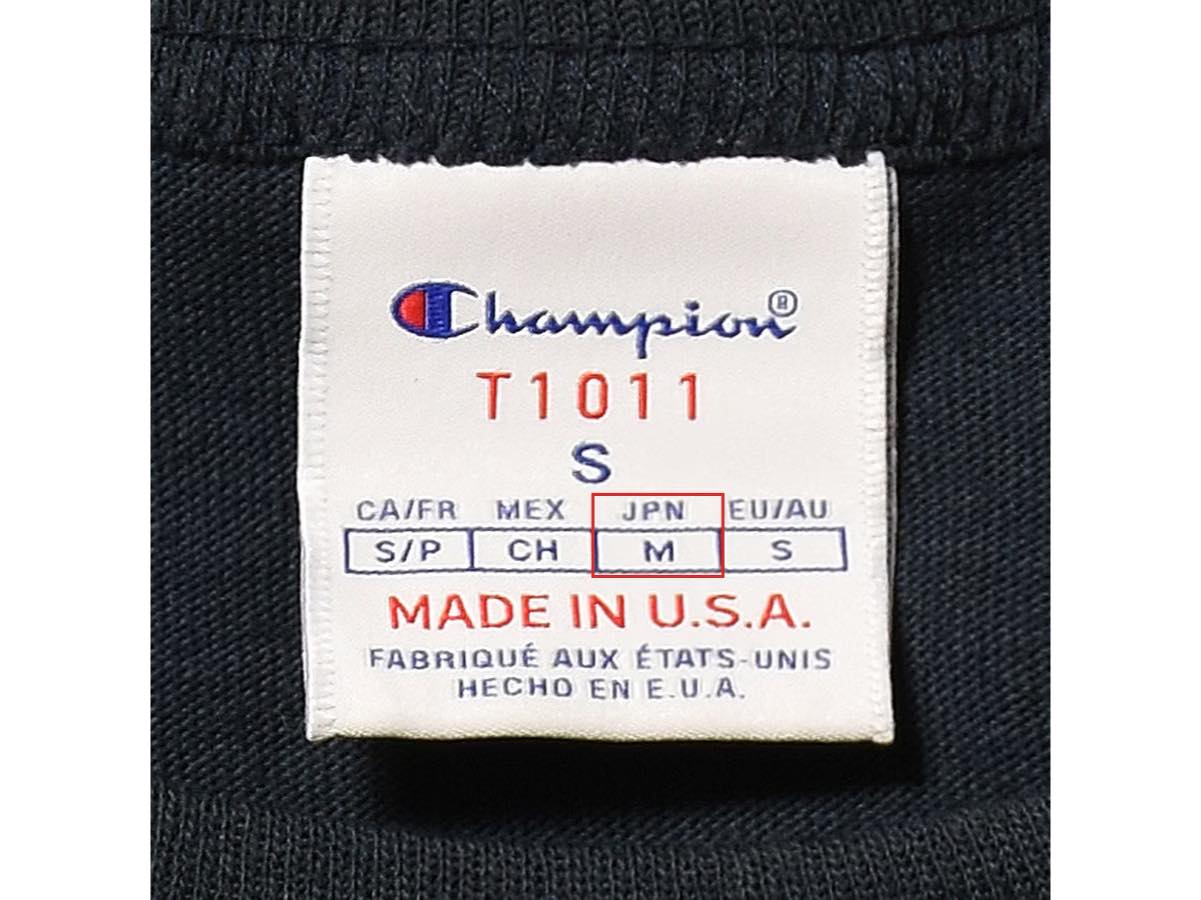 Champion®
T1011
S
CA/FR MEX JPN EU/AU
S/P CH M S
MADE IN U.S.A.
FABRIQUÉ AUX ÉTATS-UNIS
HECHO EN E.U.A.